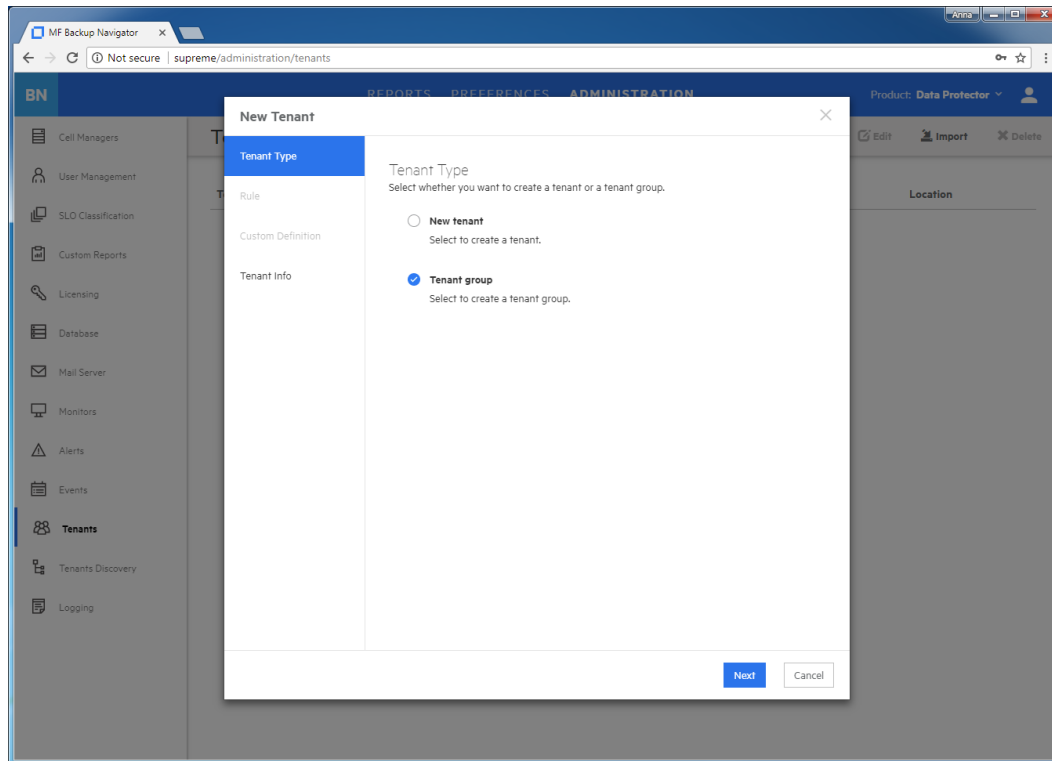 Anna
MF Backup Navigator
Not secure | supreme/administration/tenants
BN
REPORTS PREFERENCES ADMINISTRATION
Product: Data Protector
New Tenant
Edit Import Delete
Cell Managers
User Management
SLO Classification
Custom Reports
Licensing
Database
Mail Server
Monitors
Alerts
Events
Tenants
Tenants Discovery
Logging
Location
Tenant Type
Rule
Custom Definition
Tenant Info
Tenant Type
Select whether you want to create a tenant or a tenant group.
New tenant
Select to create a tenant.
Tenant group
Select to create a tenant group.
Next Cancel